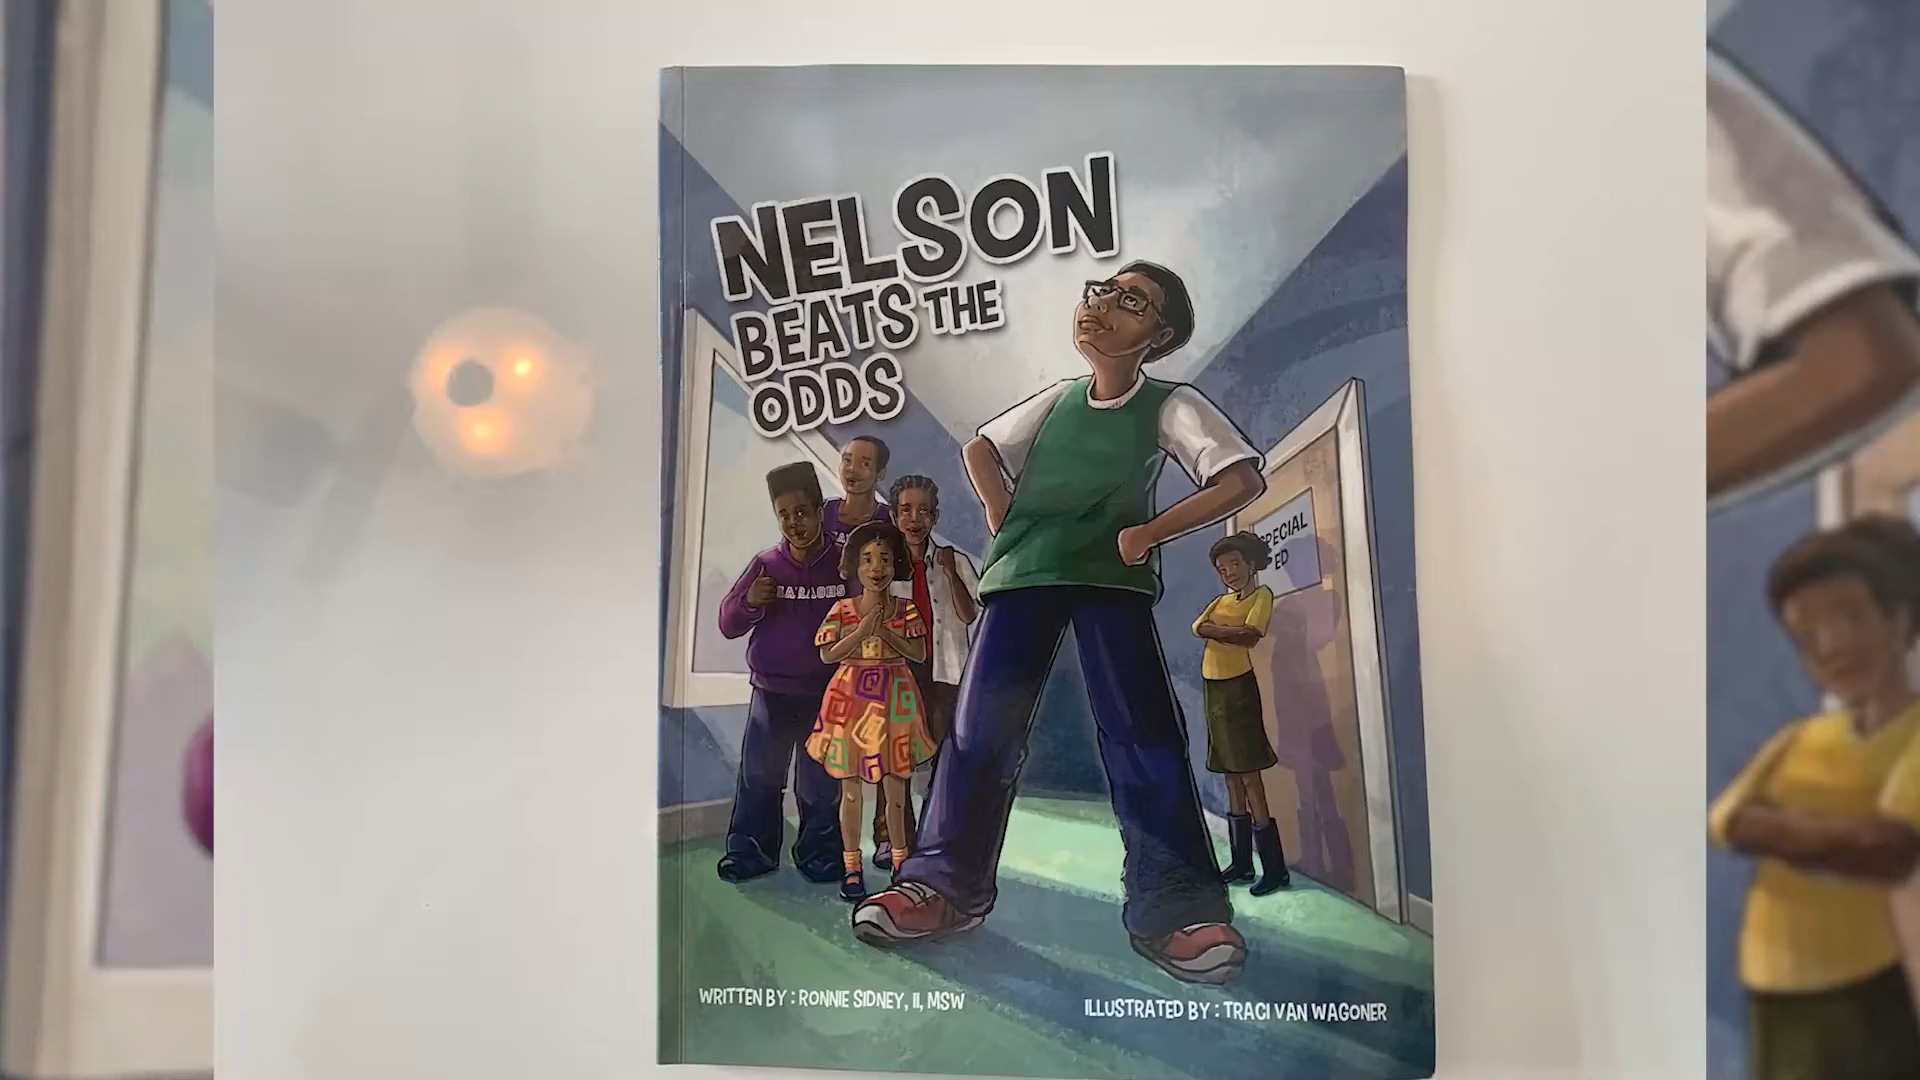 NELSON
BEATS THE
ODDS
SPECIAL
ED
WRITTEN BY : RONNIE SIDNEY, II, MSW
ILLUSTRATED BY : TRACI VAN WAGONER